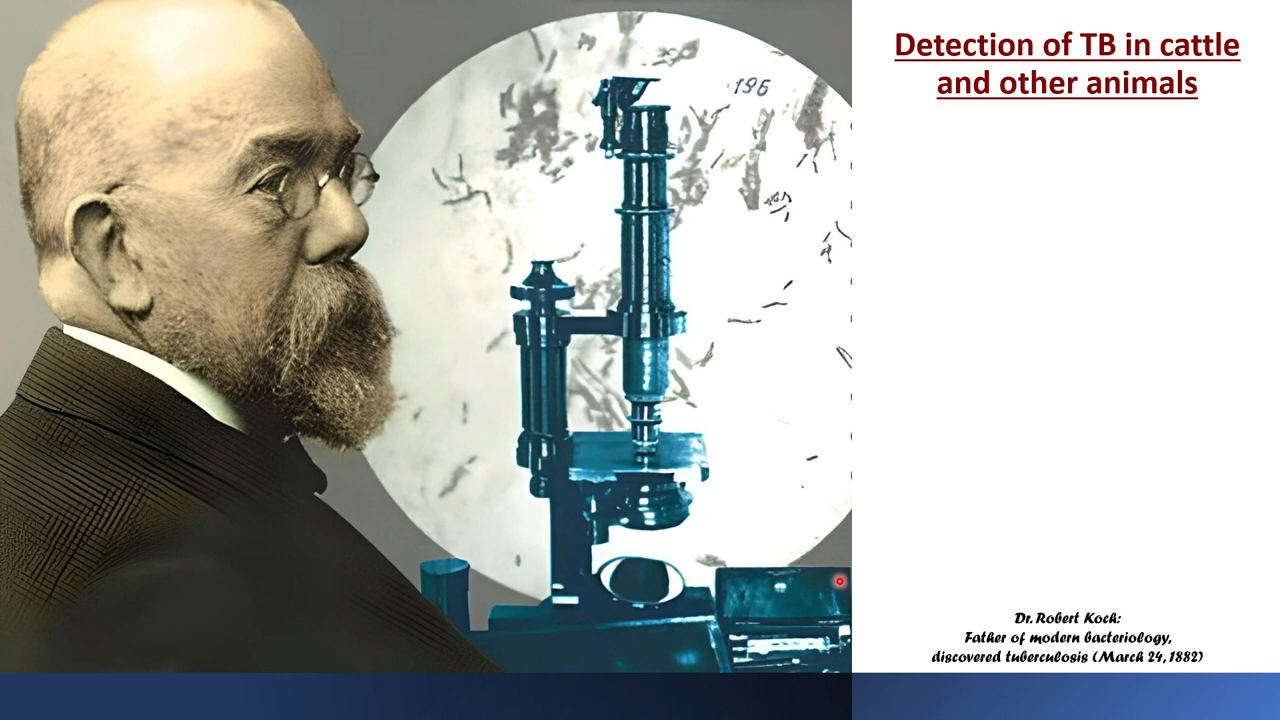 Detection of TB in cattle
and other animals
196
Dr. Robert Koch:
Father of modern bacteriology,
discovered tuberculosis (March 24, 1882)